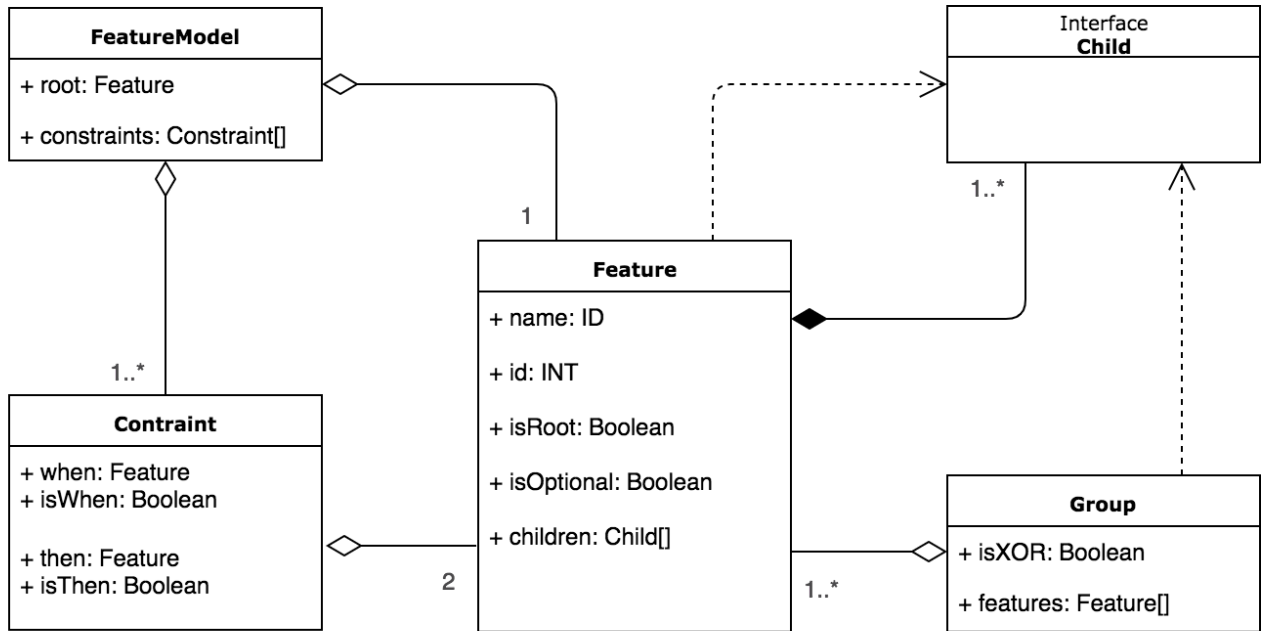 FeatureModel
+ root: Feature
+ constraints: Constraint[]
Interface
Child
1
1..*
Feature
+ name: ID
+ id: INT
+ isRoot: Boolean
+ isOptional: Boolean
+ children: Child[]
1..*
Contraint
+ when: Feature
+ isWhen: Boolean
+ then: Feature
+ isThen: Boolean
2
1..*
Group
+ isXOR: Boolean
+ features: Feature[]